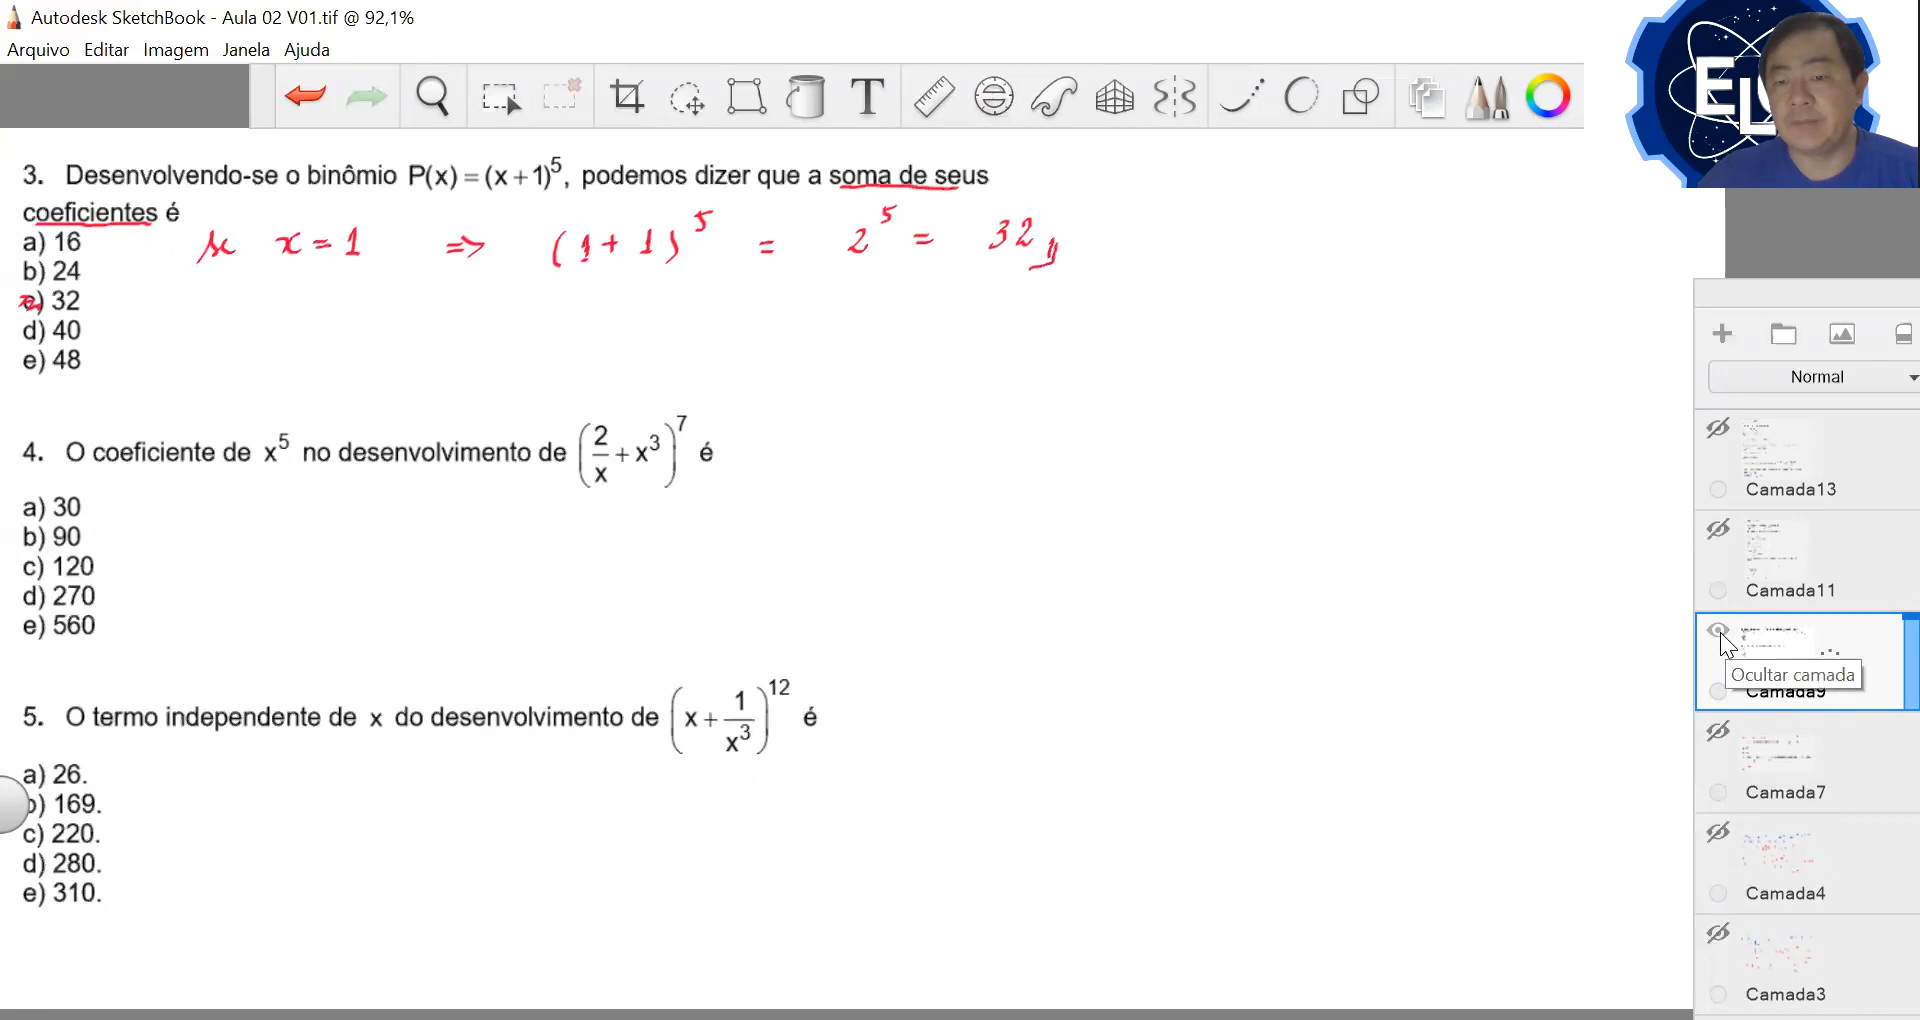 Autodesk SketchBook - Aula 02 V01.tif @ 92,1%
Arquivo Editar Imagem Janela Ajuda
T
3. Desenvolvendo-se o binômio P(x) = (x + 1)^5, podemos dizer que a soma de seus
coeficientes é
se x = 1 => (1 + 1)^5 = 2^5 = 32
a) 16
b) 24
c) 32
d) 40
e) 48
4. O coeficiente de x^5 no desenvolvimento de (2/x + x^3)^7 é
a) 30
b) 90
c) 120
d) 270
e) 560
5. O termo independente de x do desenvolvimento de (x + 1/x^3)^12 é
a) 26.
b) 169.
c) 220.
d) 280.
e) 310.
Normal
Camada13
Camada11
Ocultar camada
Camada9
Camada7
Camada4
Camada3